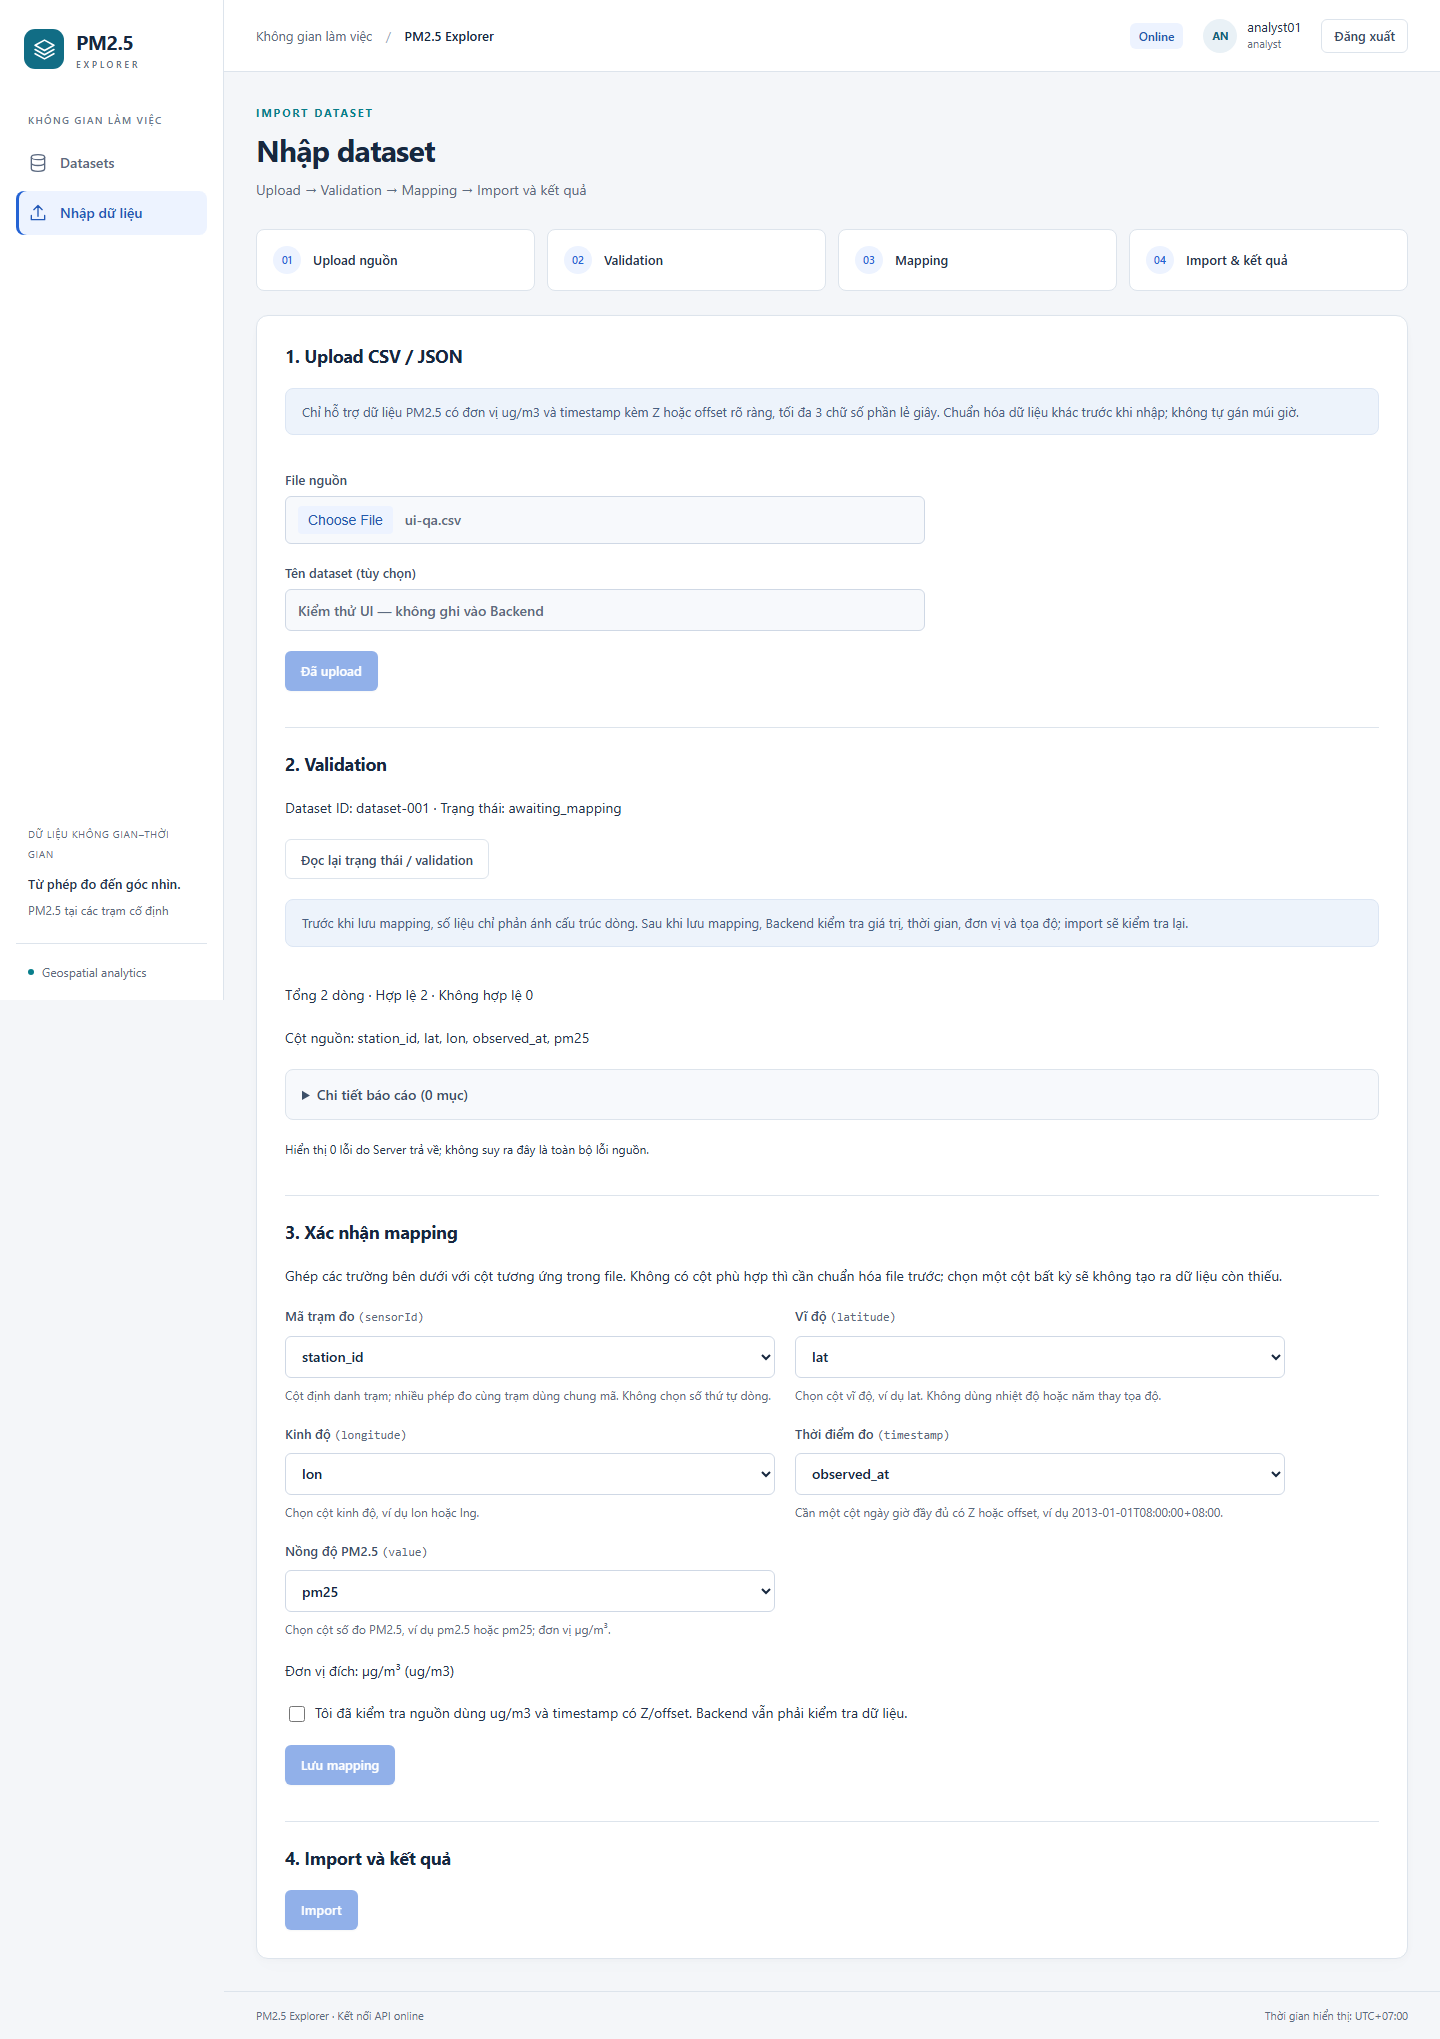 PM2.5
EXPLORER
KHÔNG GIAN LÀM VIỆC
Datasets
Nhập dữ liệu
DỮ LIỆU KHÔNG GIAN–THỜI
GIAN
Từ phép đo đến góc nhìn.
PM2.5 tại các trạm cố định
Geospatial analytics
Không gian làm việc / PM2.5 Explorer
Online
AN
analyst01
analyst
Đăng xuất
IMPORT DATASET
Nhập dataset
Upload → Validation → Mapping → Import và kết quả
01 Upload nguồn
02 Validation
03 Mapping
04 Import & kết quả
1. Upload CSV / JSON
Chỉ hỗ trợ dữ liệu PM2.5 có đơn vị ug/m3 và timestamp kèm Z hoặc offset rõ ràng, tối đa 3 chữ số phần lẻ giây. Chuẩn hóa dữ liệu khác trước khi nhập; không tự gán múi giờ.
File nguồn
Choose File ui-qa.csv
Tên dataset (tùy chọn)
Kiểm thử UI — không ghi vào Backend
Đã upload
2. Validation
Dataset ID: dataset-001 · Trạng thái: awaiting_mapping
Đọc lại trạng thái / validation
Trước khi lưu mapping, số liệu chỉ phản ánh cấu trúc dòng. Sau khi lưu mapping, Backend kiểm tra giá trị, thời gian, đơn vị và tọa độ; import sẽ kiểm tra lại.
Tổng 2 dòng · Hợp lệ 2 · Không hợp lệ 0
Cột nguồn: station_id, lat, lon, observed_at, pm25
▶ Chi tiết báo cáo (0 mục)
Hiển thị 0 lỗi do Server trả về; không suy ra đây là toàn bộ lỗi nguồn.
3. Xác nhận mapping
Ghép các trường bên dưới với cột tương ứng trong file. Không có cột phù hợp thì cần chuẩn hóa file trước; chọn một cột bất kỳ sẽ không tạo ra dữ liệu còn thiếu.
Mã trạm đo (sensorId)
station_id
Cột định danh trạm; nhiều phép đo cùng trạm dùng chung mã. Không chọn số thứ tự dòng.
Vĩ độ (latitude)
lat
Chọn cột vĩ độ, ví dụ lat. Không dùng nhiệt độ hoặc năm thay tọa độ.
Kinh độ (longitude)
lon
Chọn cột kinh độ, ví dụ lon hoặc lng.
Thời điểm đo (timestamp)
observed_at
Cần một cột ngày giờ đầy đủ có Z hoặc offset, ví dụ 2013-01-01T08:00:00+08:00.
Nồng độ PM2.5 (value)
pm25
Chọn cột số đo PM2.5, ví dụ pm2.5 hoặc pm25; đơn vị µg/m³.
Đơn vị đích: µg/m³ (ug/m3)
Tôi đã kiểm tra nguồn dùng ug/m3 và timestamp có Z/offset. Backend vẫn phải kiểm tra dữ liệu.
Lưu mapping
4. Import và kết quả
Import
PM2.5 Explorer · Kết nối API online
Thời gian hiển thị: UTC+07:00